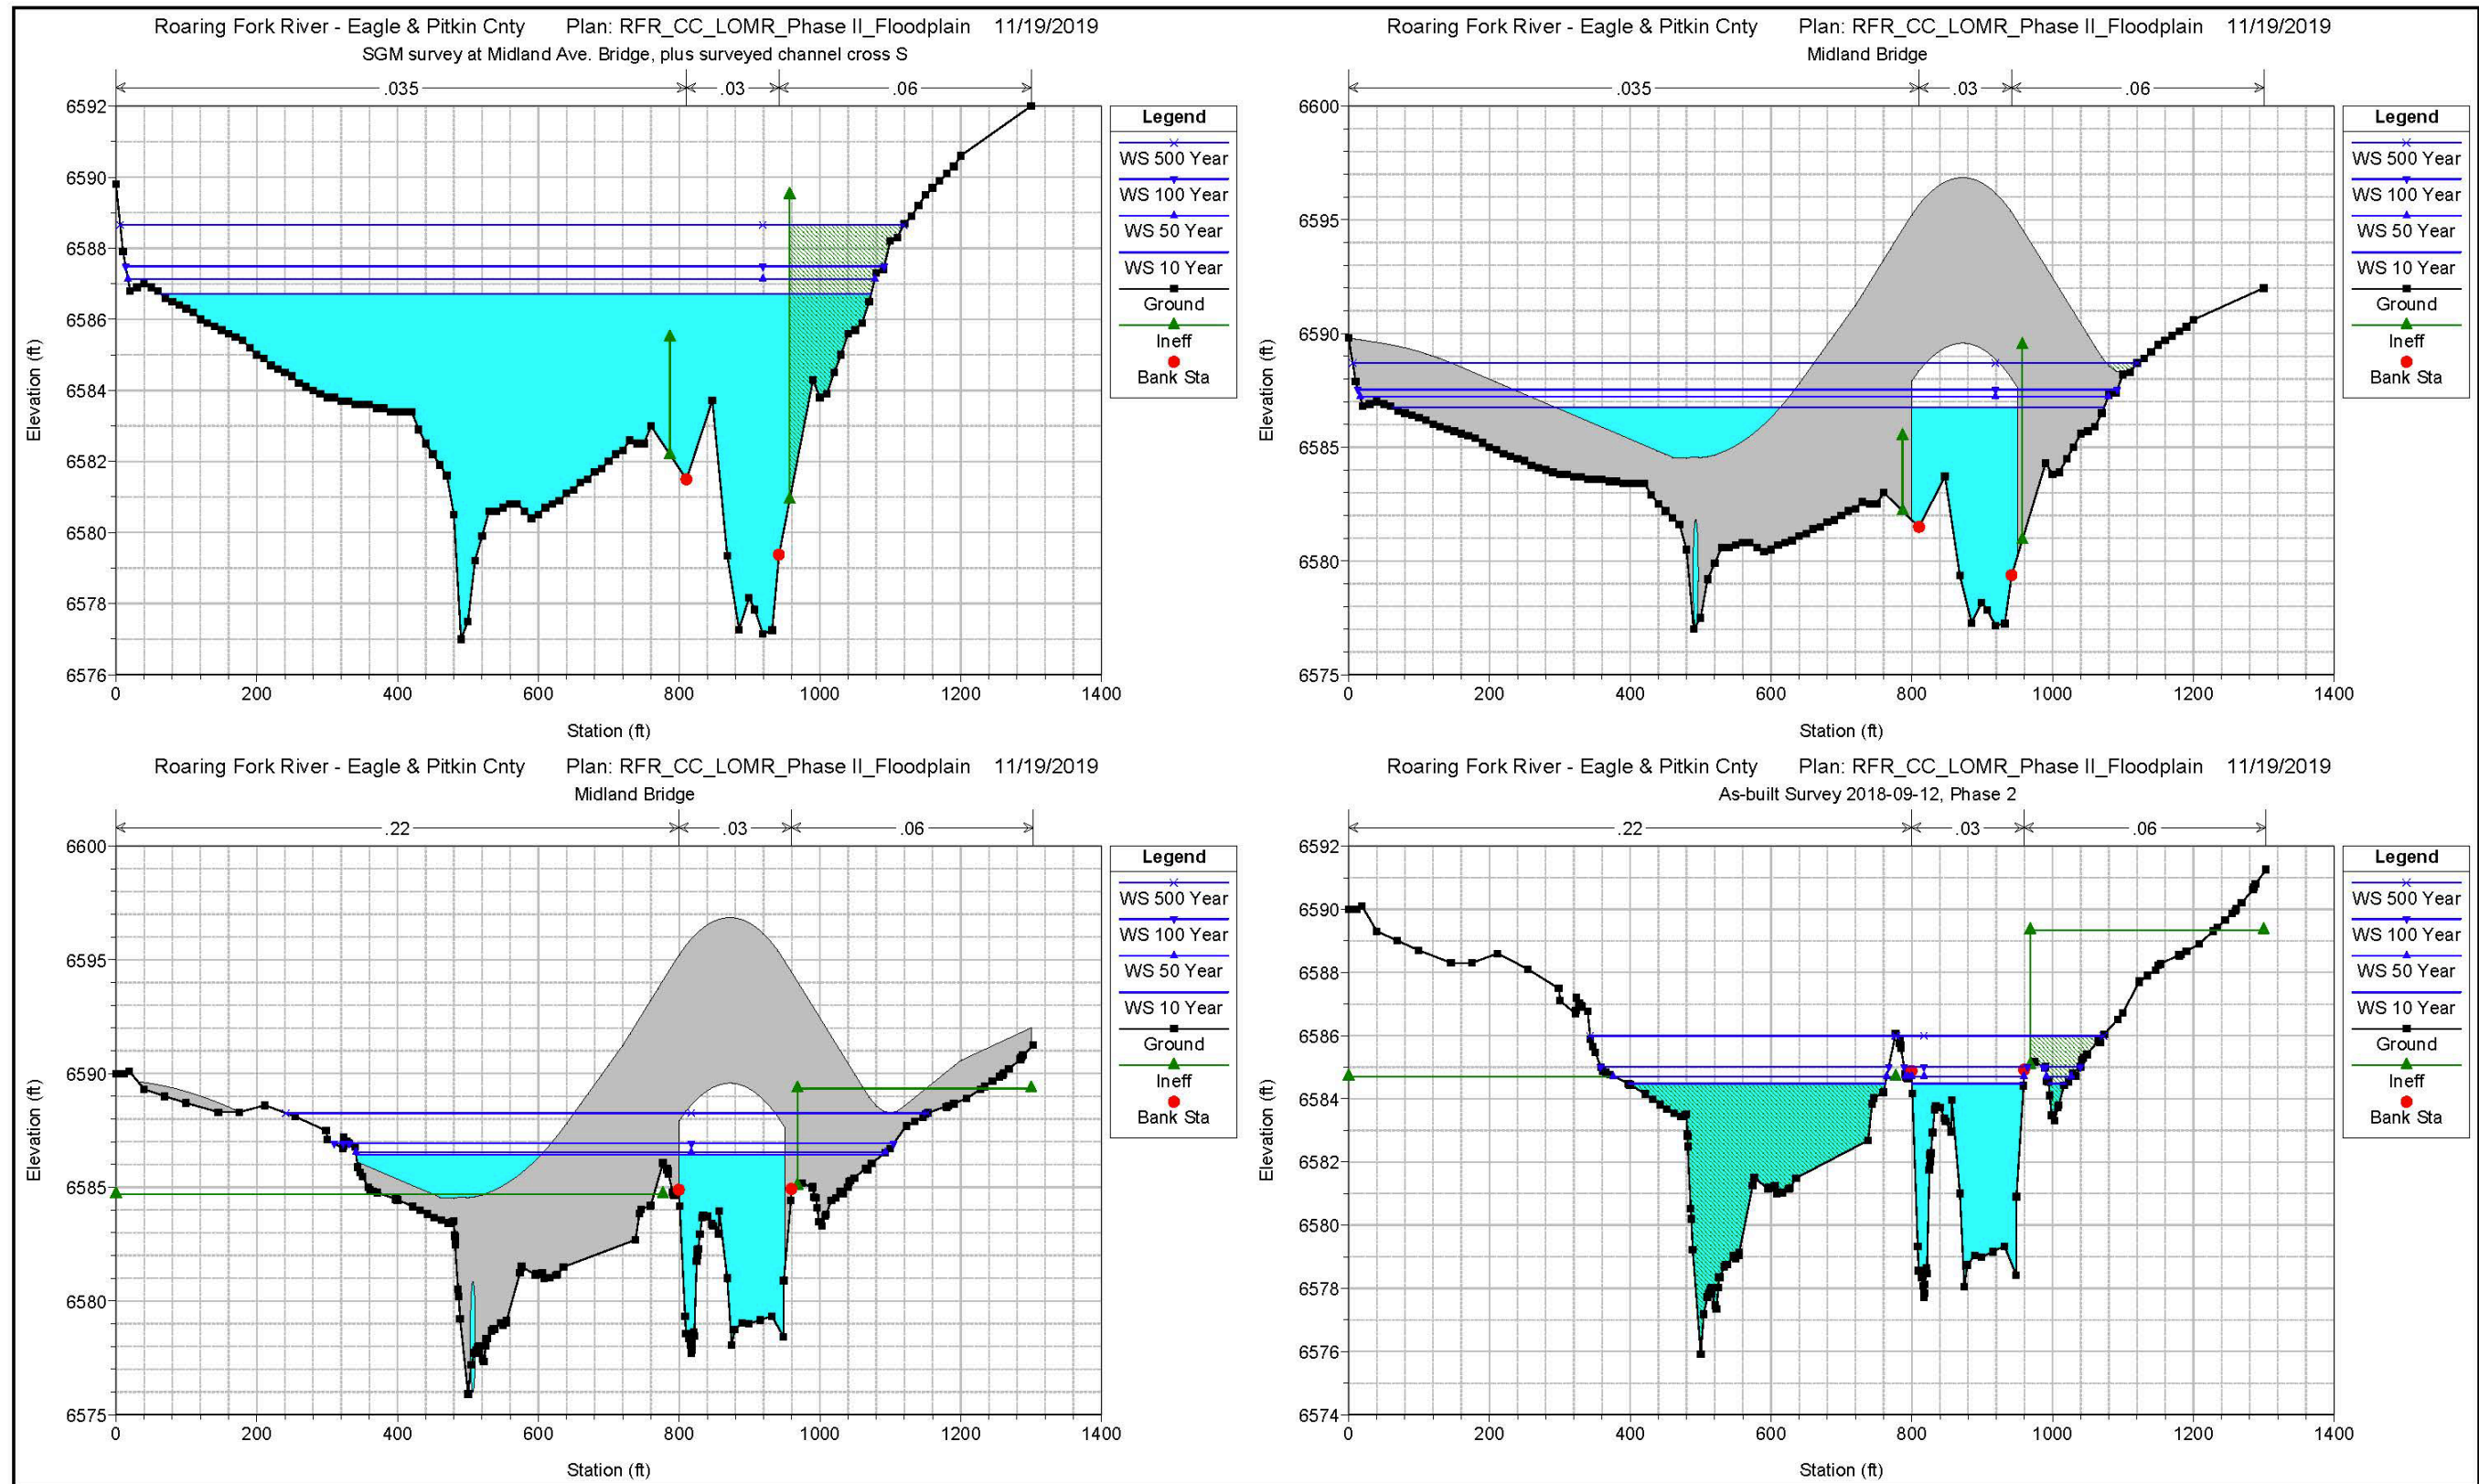 Roaring Fork River - Eagle & Pitkin Cnty Plan: RFR_CC_LOMR_Phase II_Floodplain 11/19/2019
SGM survey at Midland Ave. Bridge, plus surveyed channel cross S
.035 .03 .06
6592
6590
6588
6586
6584
6582
6580
6578
6576
Elevation (ft)
0 200 400 600 800 1000 1200 1400
Station (ft)
Legend
WS 500 Year
WS 100 Year
WS 50 Year
WS 10 Year
Ground
Ineff
Bank Sta
Roaring Fork River - Eagle & Pitkin Cnty Plan: RFR_CC_LOMR_Phase II_Floodplain 11/19/2019
Midland Bridge
.035 .03 .06
6600
6595
6590
6585
6580
6575
Elevation (ft)
0 200 400 600 800 1000 1200 1400
Station (ft)
Legend
WS 500 Year
WS 100 Year
WS 50 Year
WS 10 Year
Ground
Ineff
Bank Sta
Roaring Fork River - Eagle & Pitkin Cnty Plan: RFR_CC_LOMR_Phase II_Floodplain 11/19/2019
Midland Bridge
.22 .03 .06
6600
6595
6590
6585
6580
6575
Elevation (ft)
0 200 400 600 800 1000 1200 1400
Station (ft)
Legend
WS 500 Year
WS 100 Year
WS 50 Year
WS 10 Year
Ground
Ineff
Bank Sta
Roaring Fork River - Eagle & Pitkin Cnty Plan: RFR_CC_LOMR_Phase II_Floodplain 11/19/2019
As-built Survey 2018-09-12, Phase 2
.22 .03 .06
6592
6590
6588
6586
6584
6582
6580
6578
6576
6574
Elevation (ft)
0 200 400 600 800 1000 1200 1400
Station (ft)
Legend
WS 500 Year
WS 100 Year
WS 50 Year
WS 10 Year
Ground
Ineff
Bank Sta